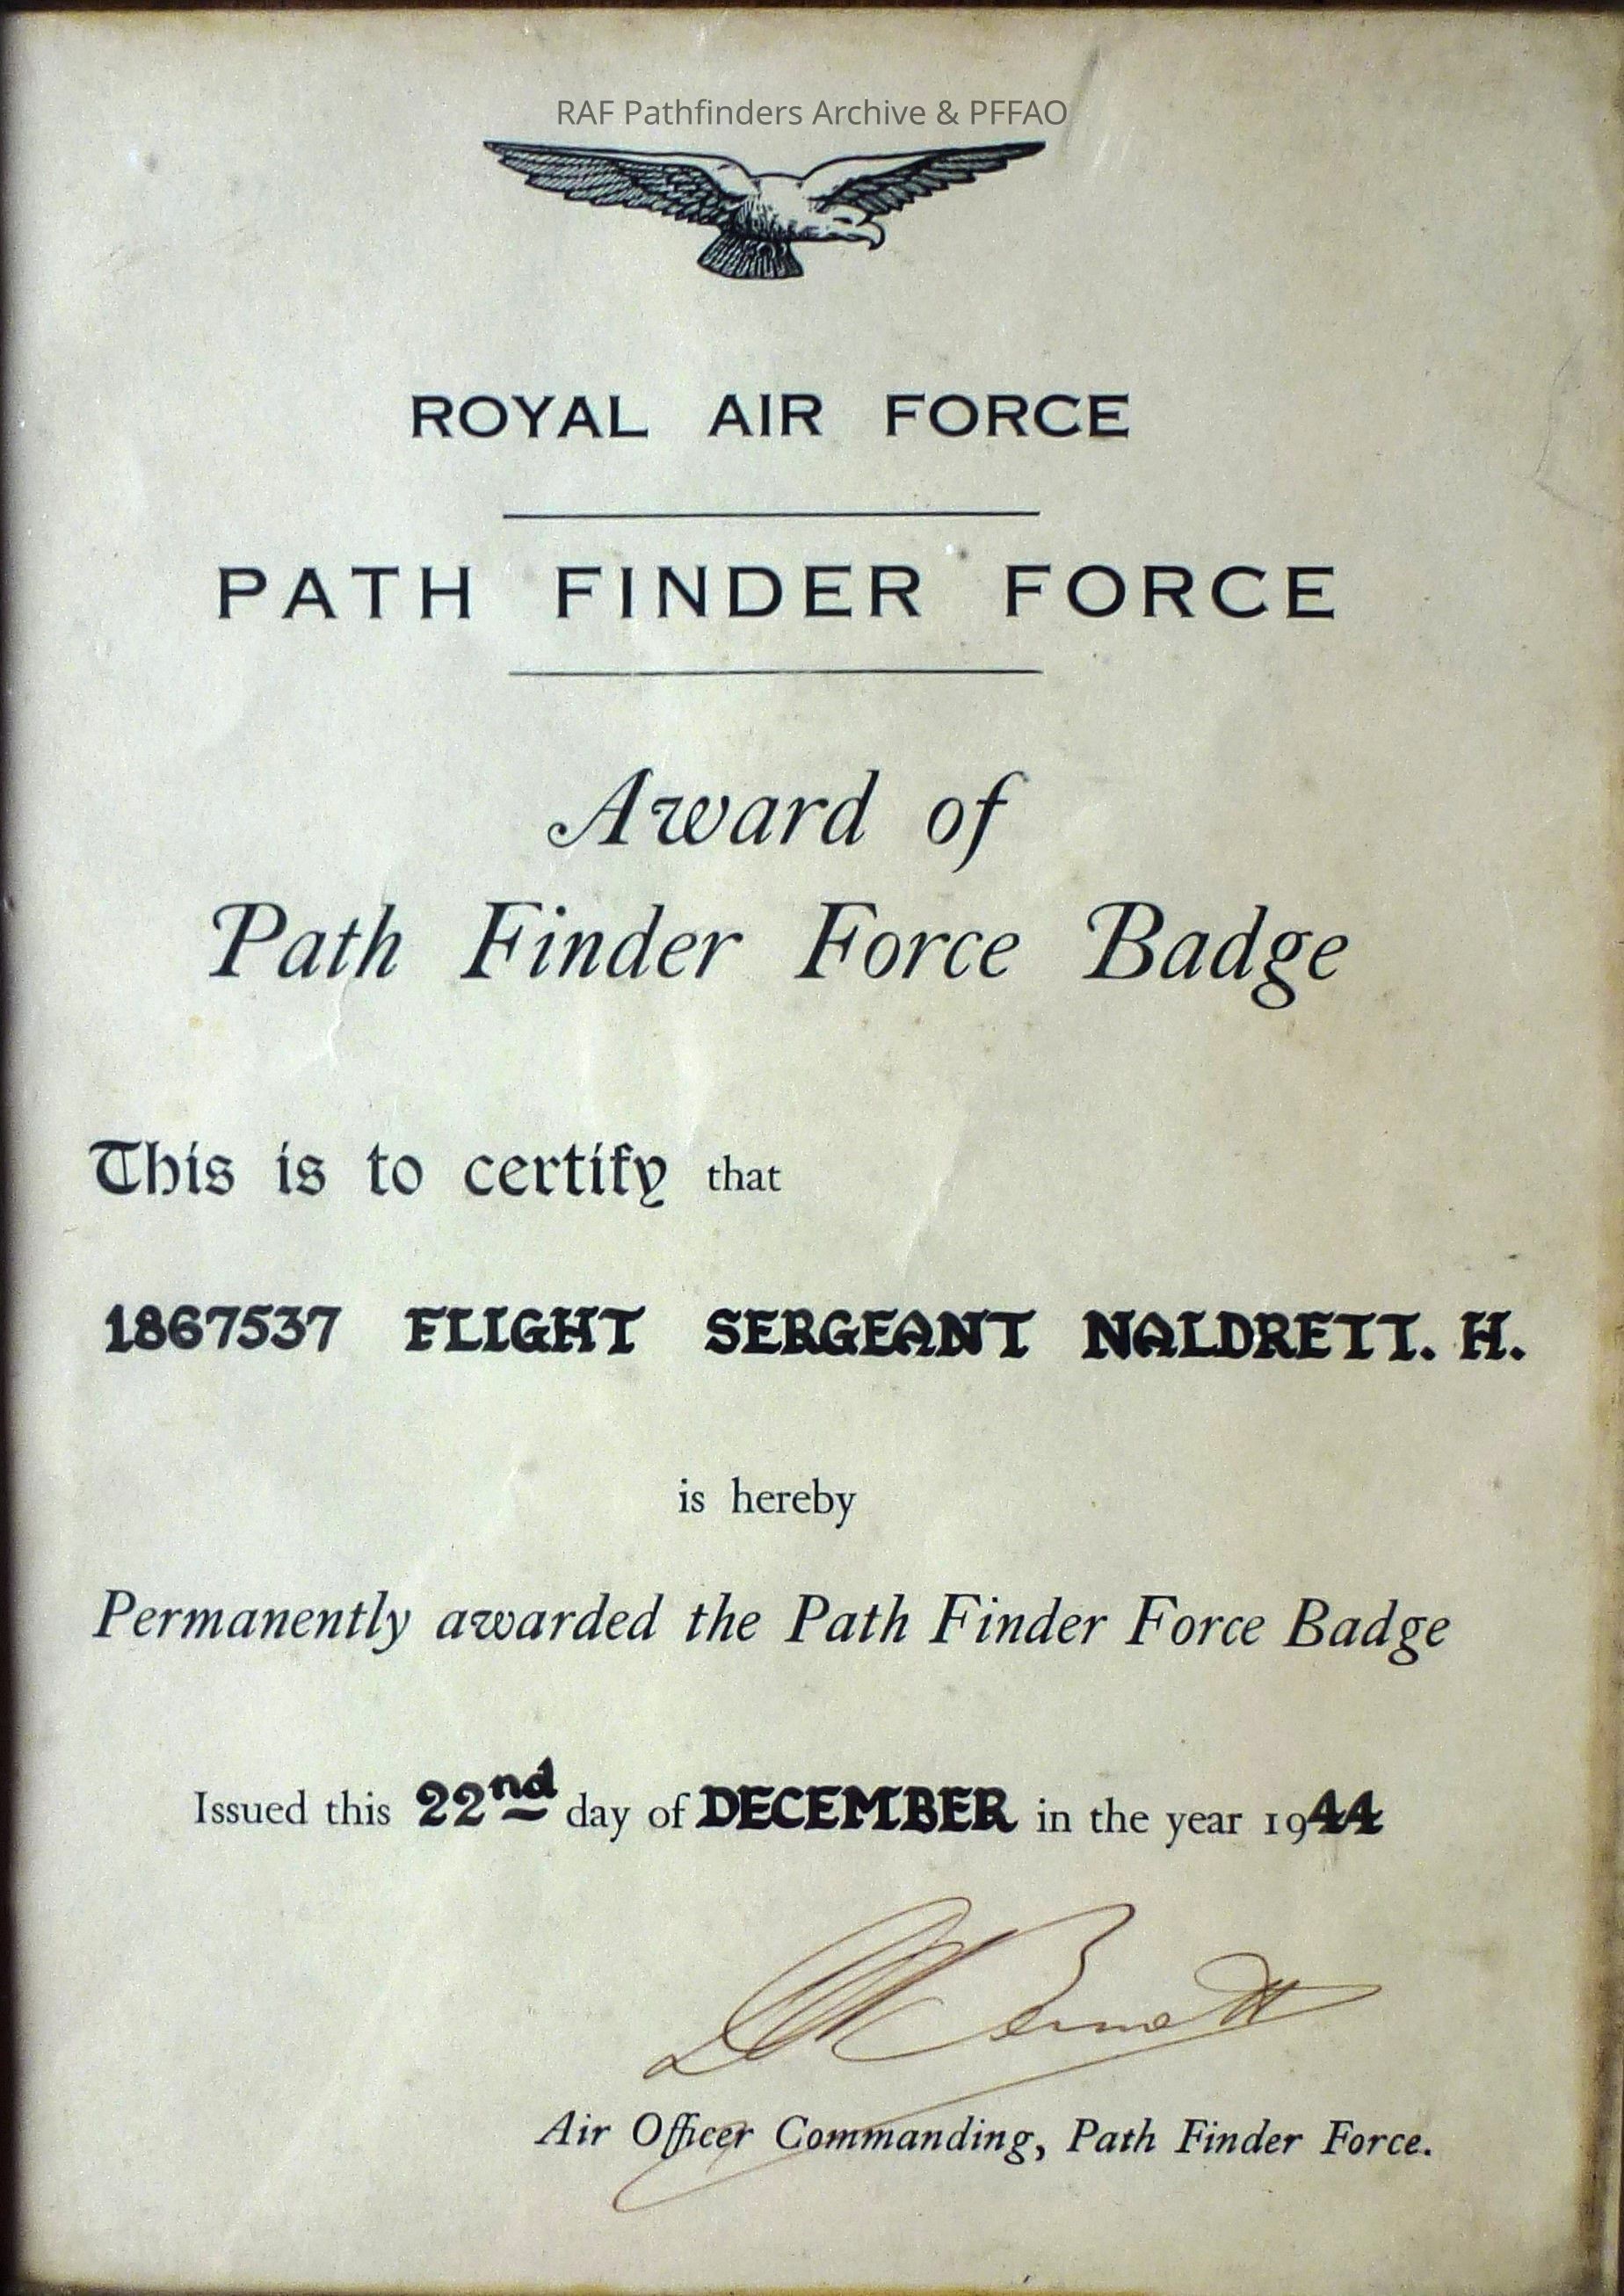 RAF Pathfinders Archive & PFFAO
ROYAL AIR FORCE
PATH FINDER FORCE
Award of
Path Finder Force Badge
This is to certify that
1867537 FLIGHT SERGEANT NALDRETT. H.
is hereby
Permanently awarded the Path Finder Force Badge
Issued this 22nd day of DECEMBER in the year 1944
Air Officer Commanding, Path Finder Force.